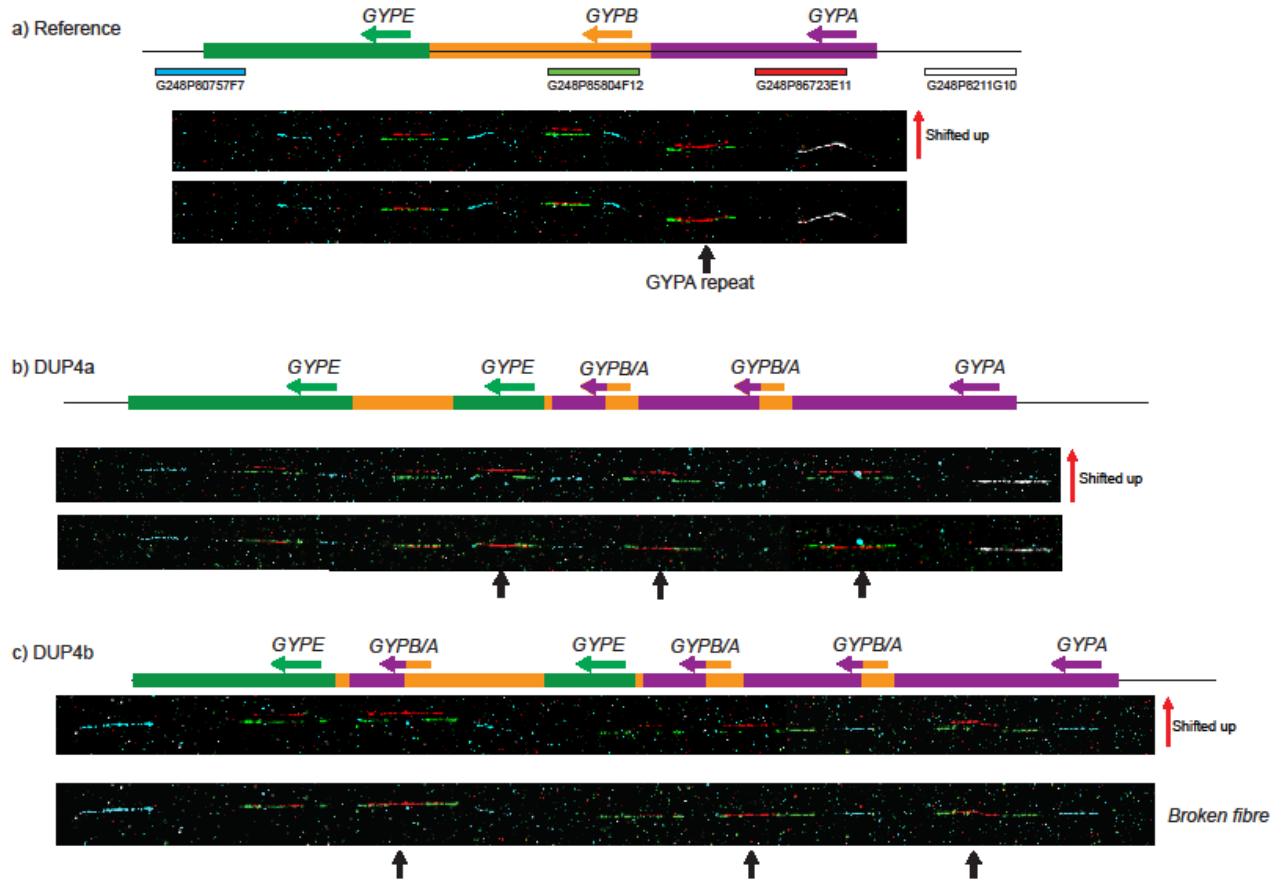 GYPE GYPB GYPA
a) Reference
G248P80757F7 G248P85804F12 G248P86723E11 G248P8211G10
Shifted up
GYPA repeat
b) DUP4a
GYPE GYPE GYPB/A GYPB/A GYPA
Shifted up
c) DUP4b
GYPE GYPB/A GYPE GYPB/A GYPB/A GYPA
Shifted up
Broken fibre